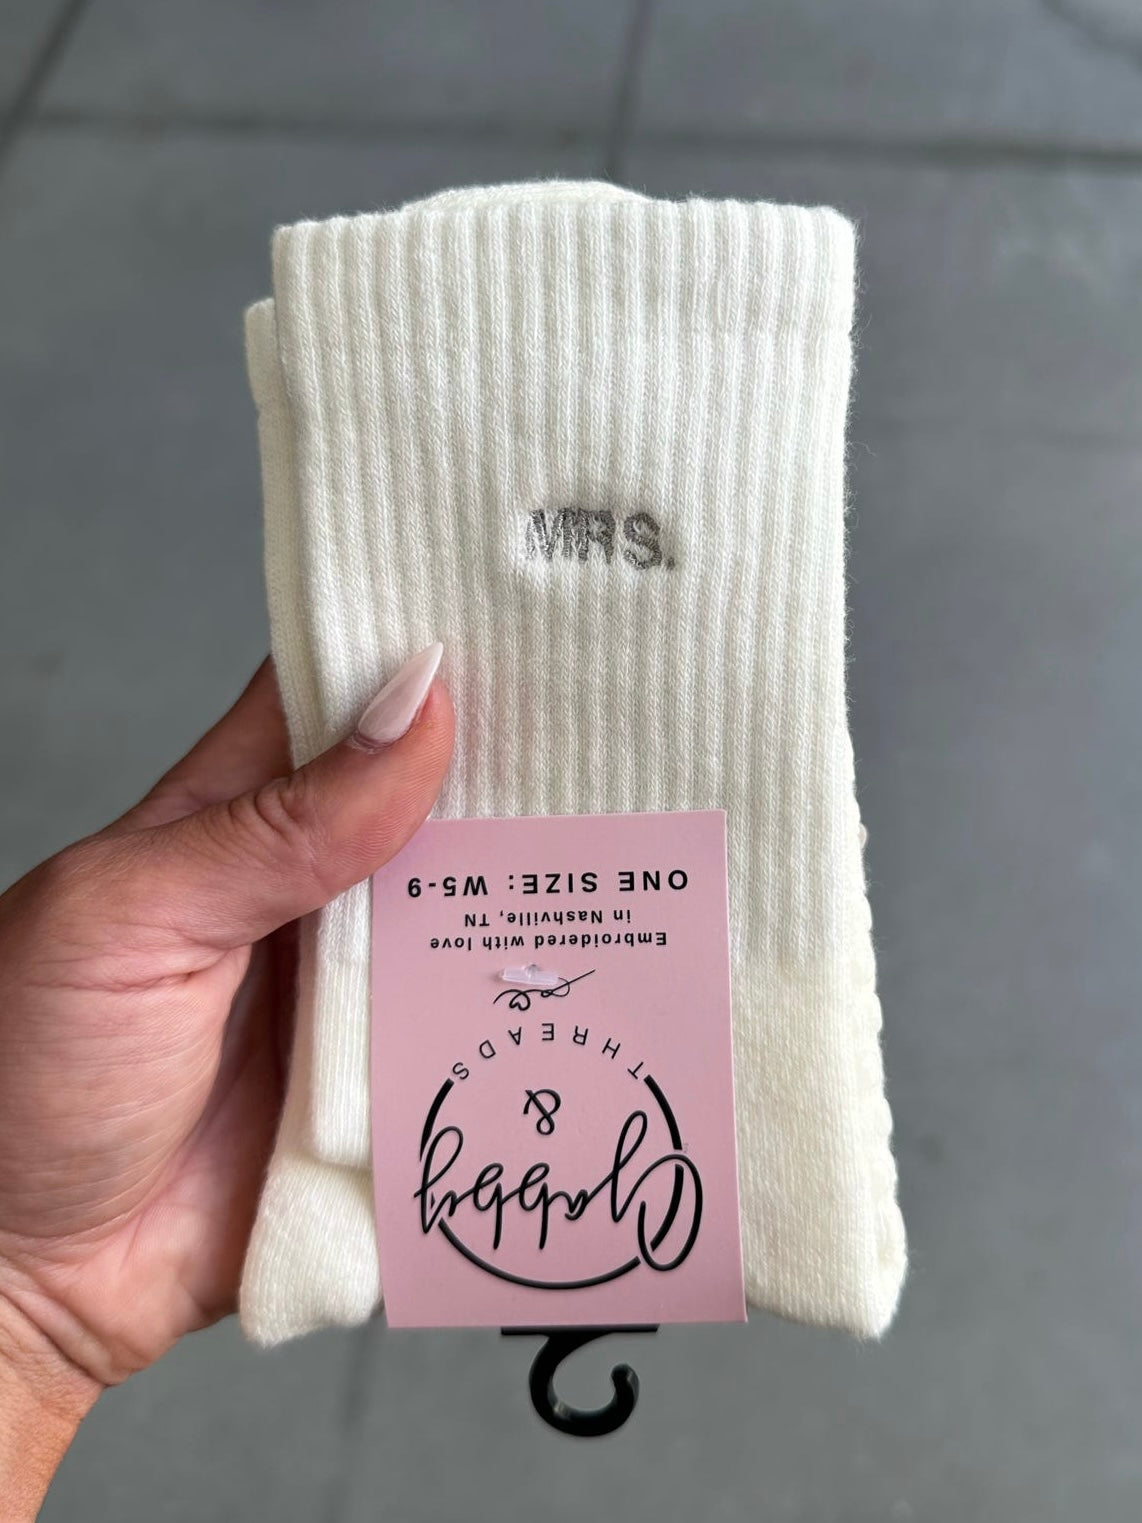 MRS.
Gabby
&
THREADS
Embroidered with love
in Nashville, TN
ONE SIZE: W5-9